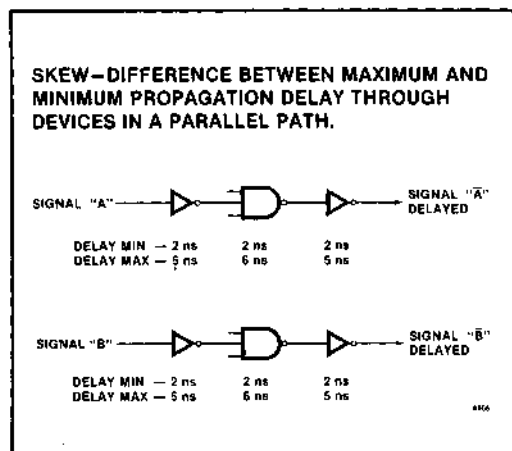 SKEW—DIFFERENCE BETWEEN MAXIMUM AND
MINIMUM PROPAGATION DELAY THROUGH
DEVICES IN A PARALLEL PATH.
SIGNAL "A"
SIGNAL "A̅"
DELAYED
DELAY MIN — 2 ns 2 ns 2 ns
DELAY MAX — 5 ns 6 ns 5 ns
SIGNAL "B"
SIGNAL "B̅"
DELAYED
DELAY MIN — 2 ns 2 ns 2 ns
DELAY MAX — 5 ns 6 ns 5 ns